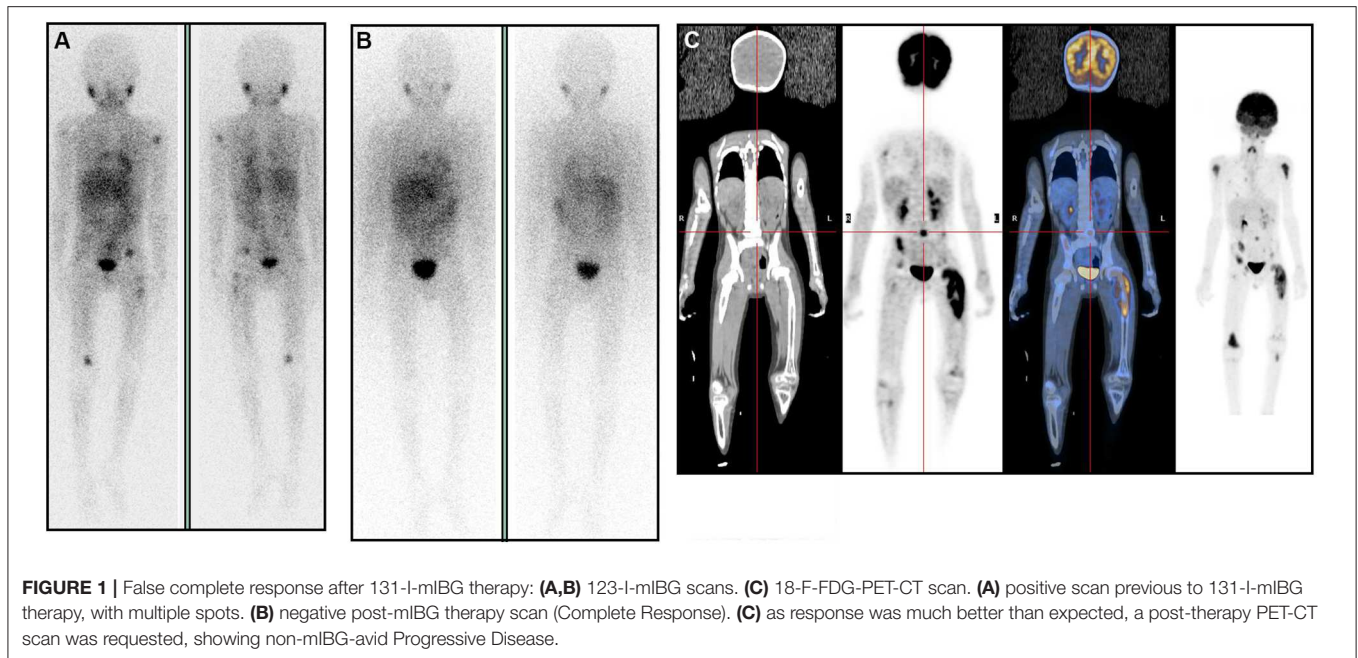 A
B
C
R
L
R
L
R
L
FIGURE 1 | False complete response after 131-I-mIBG therapy: (A,B) 123-I-mIBG scans. (C) 18-F-FDG-PET-CT scan. (A) positive scan previous to 131-I-mIBG
therapy, with multiple spots. (B) negative post-mIBG therapy scan (Complete Response). (C) as response was much better than expected, a post-therapy PET-CT
scan was requested, showing non-mIBG-avid Progressive Disease.